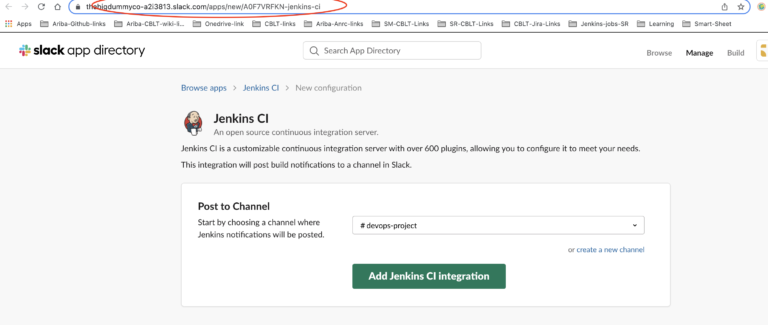 thebigdummyco-a2i3813.slack.com/apps/new/A0F7VRFKN-jenkins-ci
Apps Ariba-Github-links Ariba-CBLT-wiki-li... Onedrive-link CBLT-links Ariba-Anrc-links SM-CBLT-Links SR-CBLT-Links CBLT-Jira-Links Jenkins-jobs-SR Learning Smart-Sheet
slack app directory Search App Directory Browse Manage Build
Browse apps > Jenkins CI > New configuration
Jenkins CI
An open source continuous integration server.
Jenkins CI is a customizable continuous integration server with over 600 plugins, allowing you to configure it to meet your needs.
This integration will post build notifications to a channel in Slack.
Post to Channel
Start by choosing a channel where
Jenkins notifications will be posted.
# devops-project
or create a new channel
Add Jenkins CI integration